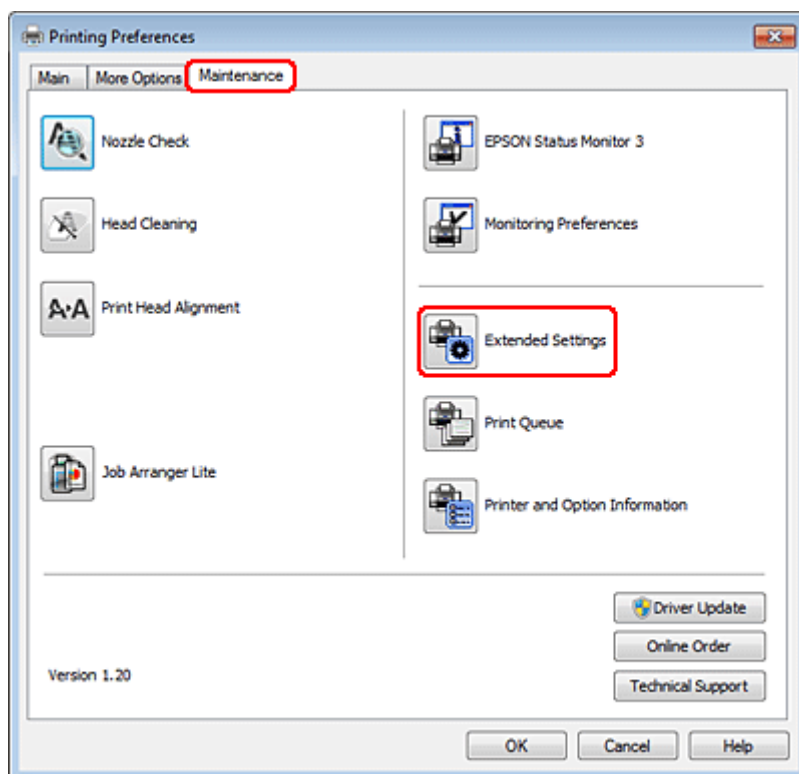 Printing Preferences
Main More Options Maintenance
Nozzle Check
Head Cleaning
A·A Print Head Alignment
Job Arranger Lite
EPSON Status Monitor 3
Monitoring Preferences
Extended Settings
Print Queue
Printer and Option Information
Driver Update
Online Order
Technical Support
Version 1.20
OK Cancel Help